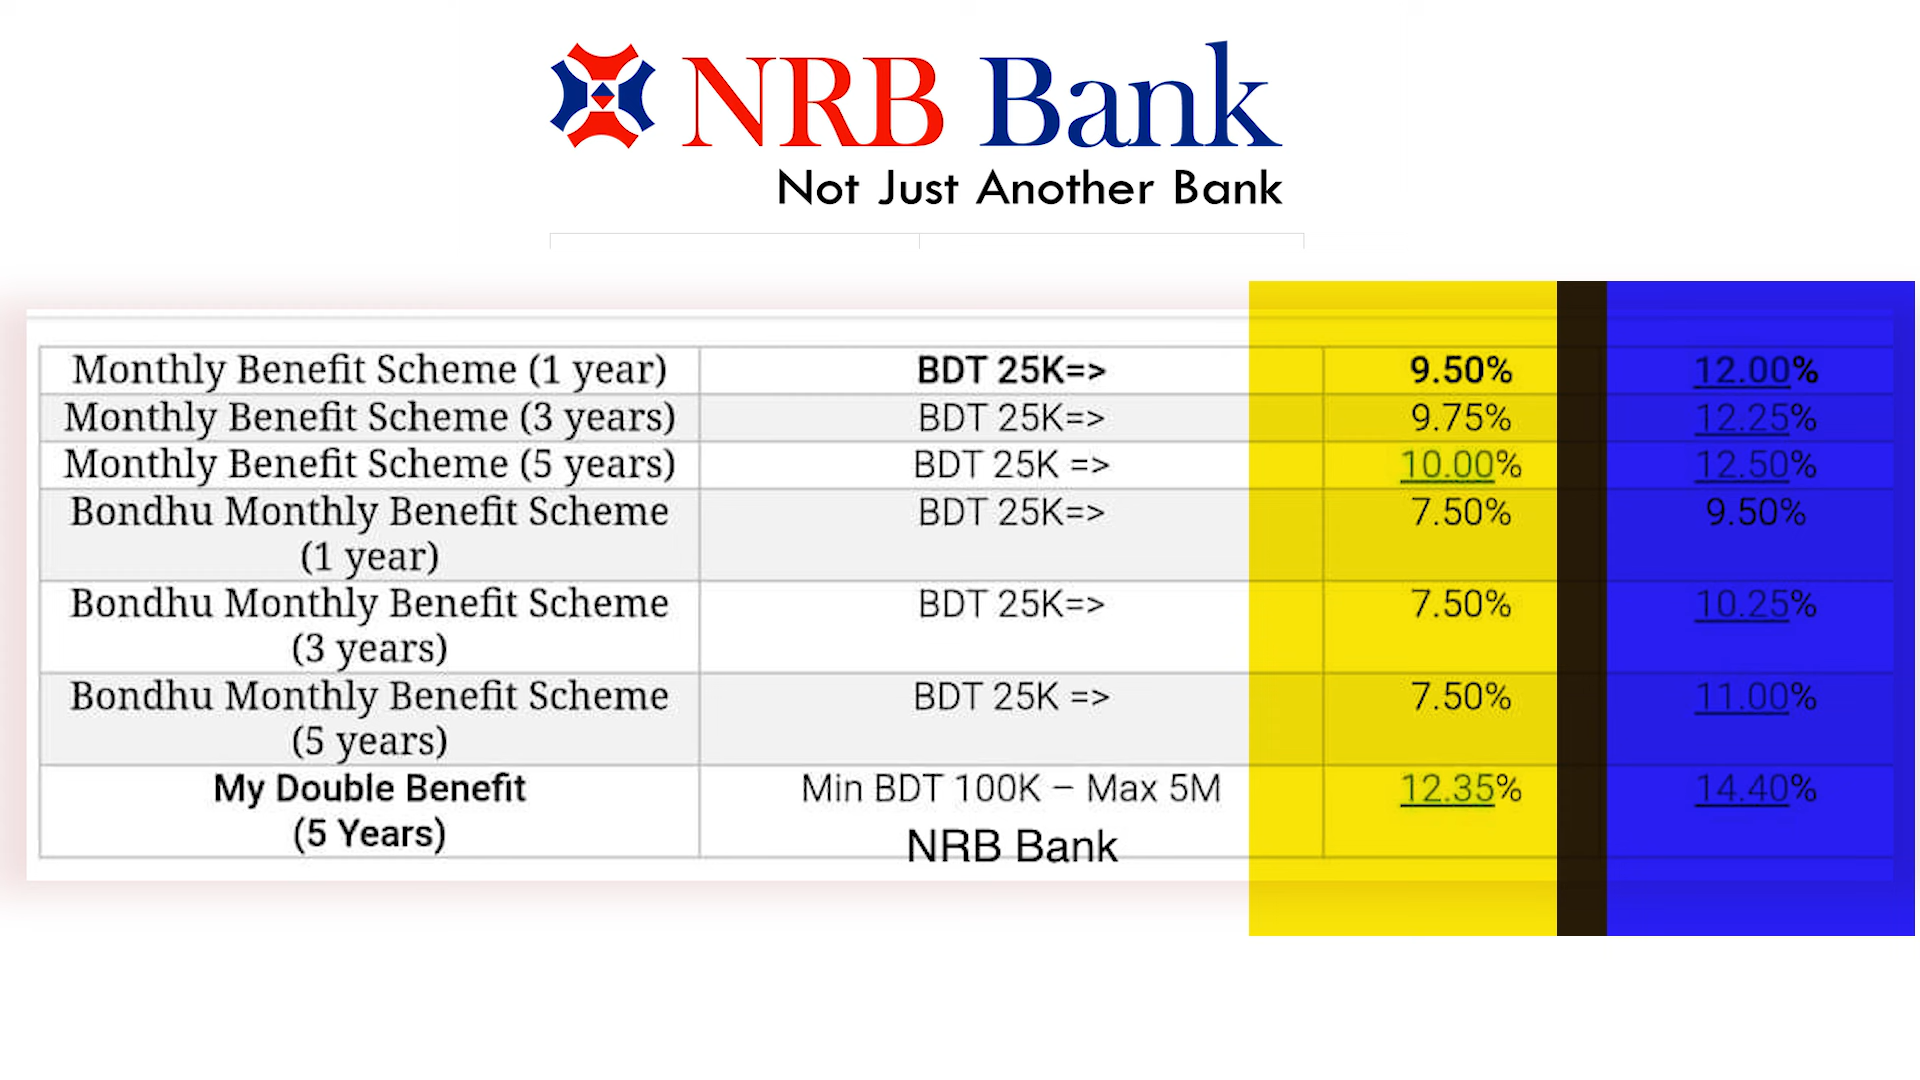 NRB Bank
Not Just Another Bank
Monthly Benefit Scheme (1 year) BDT 25K=> 9.50% 12.00%
Monthly Benefit Scheme (3 years) BDT 25K=> 9.75% 12.25%
Monthly Benefit Scheme (5 years) BDT 25K => 10.00% 12.50%
Bondhu Monthly Benefit Scheme BDT 25K=> 7.50% 9.50%
(1 year)
Bondhu Monthly Benefit Scheme BDT 25K=> 7.50% 10.25%
(3 years)
Bondhu Monthly Benefit Scheme BDT 25K => 7.50% 11.00%
(5 years)
My Double Benefit Min BDT 100K – Max 5M 12.35% 14.40%
(5 Years)
NRB Bank